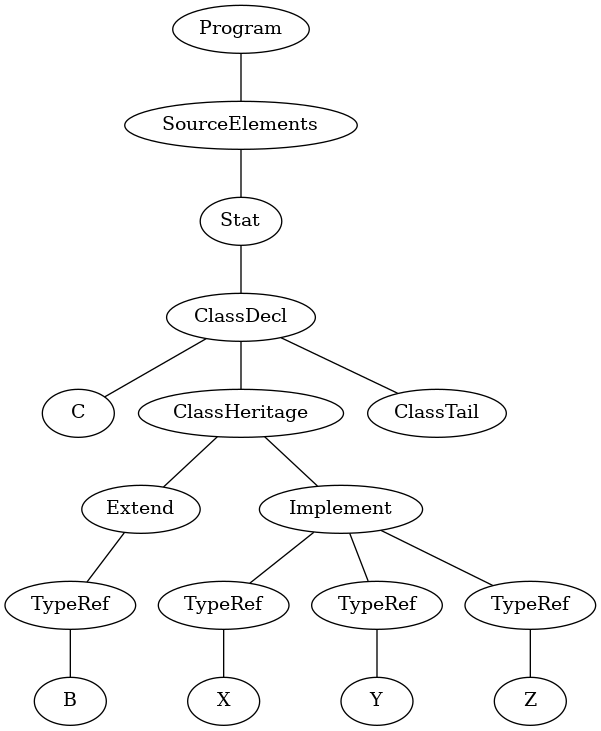 Program
SourceElements
Stat
ClassDecl
C
ClassHeritage
ClassTail
Extend
Implement
TypeRef
TypeRef
TypeRef
TypeRef
B
X
Y
Z